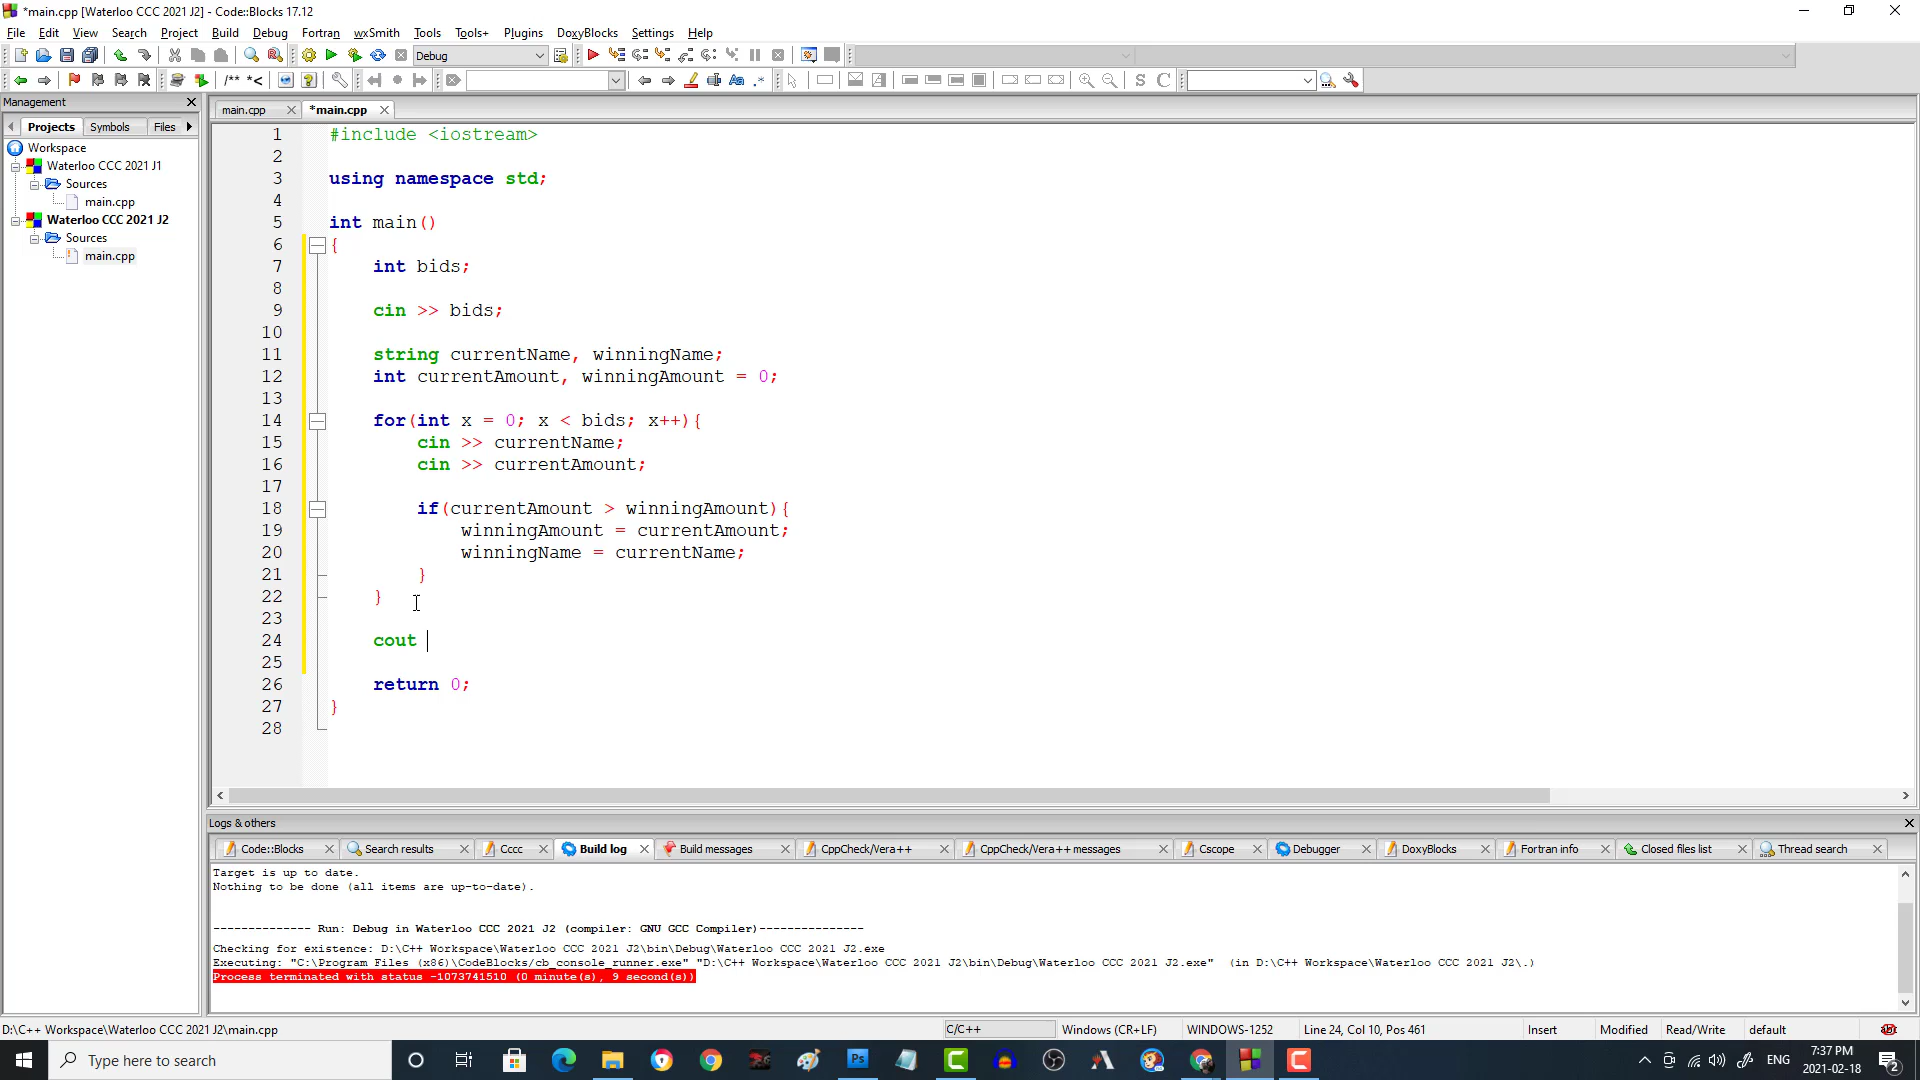 *main.cpp [Waterloo CCC 2021 J2] - Code::Blocks 17.12
File Edit View Search Project Build Debug Fortran wxSmith Tools Tools+ Plugins DoxyBlocks Settings Help
Debug
/** *<
S C
Management
Projects Symbols Files
Workspace
Waterloo CCC 2021 J1
Sources
main.cpp
Waterloo CCC 2021 J2
Sources
main.cpp
main.cpp *main.cpp
1 #include <iostream>
2
3 using namespace std;
4
5 int main()
6 {
7 int bids;
8
9 cin >> bids;
10
11 string currentName, winningName;
12 int currentAmount, winningAmount = 0;
13
14 for(int x = 0; x < bids; x++){
15 cin >> currentName;
16 cin >> currentAmount;
17
18 if(currentAmount > winningAmount){
19 winningAmount = currentAmount;
20 winningName = currentName;
21 }
22 }
23
24 cout
25
26 return 0;
27 }
28
Logs & others
Code::Blocks Search results Cccc Build log Build messages CppCheck/Vera++ CppCheck/Vera++ messages Cscope Debugger DoxyBlocks Fortran info Closed files list Thread search
Target is up to date.
Nothing to be done (all items are up-to-date).
-------------- Run: Debug in Waterloo CCC 2021 J2 (compiler: GNU GCC Compiler)---------------
Checking for existence: D:\C++ Workspace\Waterloo CCC 2021 J2\bin\Debug\Waterloo CCC 2021 J2.exe
Executing: "C:\Program Files (x86)\CodeBlocks/cb_console_runner.exe" "D:\C++ Workspace\Waterloo CCC 2021 J2\bin\Debug\Waterloo CCC 2021 J2.exe" (in D:\C++ Workspace\Waterloo CCC 2021 J2\.)
Process terminated with status -1073741510 (0 minute(s), 9 second(s))
D:\C++ Workspace\Waterloo CCC 2021 J2\main.cpp C/C++ Windows (CR+LF) WINDOWS-1252 Line 24, Col 10, Pos 461 Insert Modified Read/Write default
Type here to search
Ps
ENG
7:37 PM
2021-02-18
2